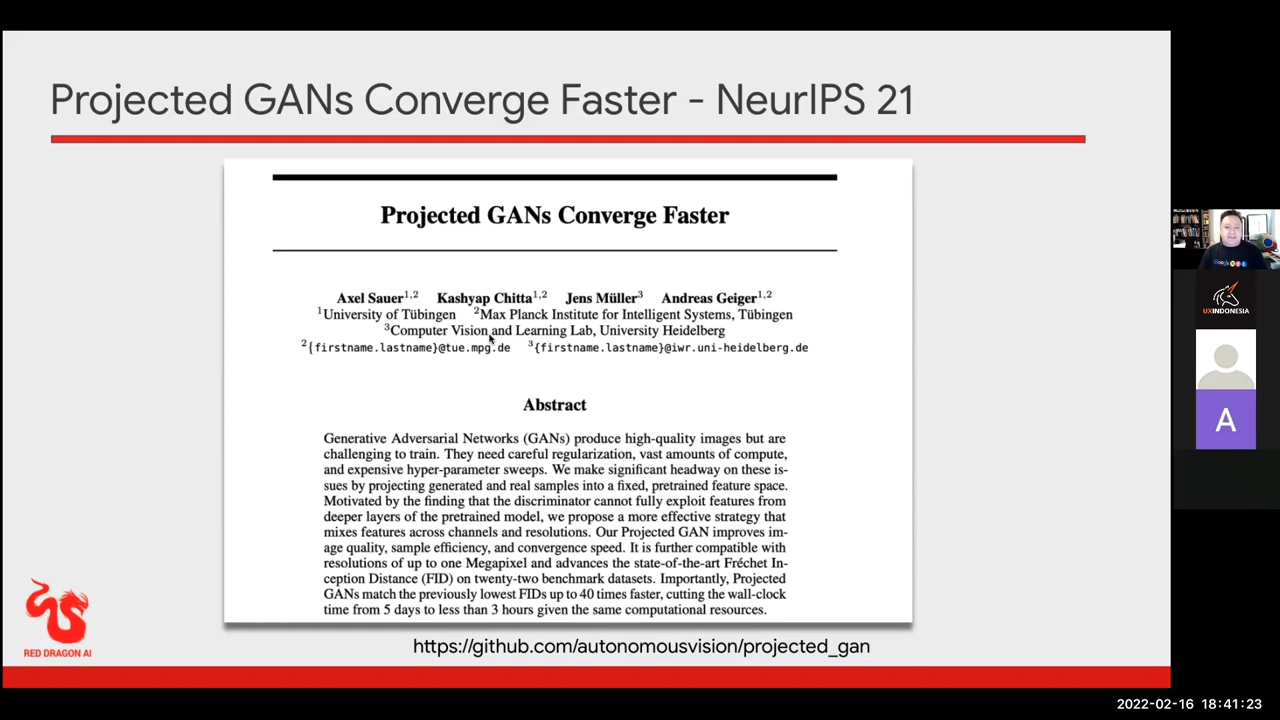 Projected GANs Converge Faster - NeurIPS 21
Projected GANs Converge Faster
Axel Sauer1,2 Kashyap Chitta1,2 Jens Müller3 Andreas Geiger1,2
1University of Tübingen 2Max Planck Institute for Intelligent Systems, Tübingen
3Computer Vision and Learning Lab, University Heidelberg
2{firstname.lastname}@tue.mpg.de 3{firstname.lastname}@iwr.uni-heidelberg.de
Abstract
Generative Adversarial Networks (GANs) produce high-quality images but are
challenging to train. They need careful regularization, vast amounts of compute,
and expensive hyper-parameter sweeps. We make significant headway on these is-
sues by projecting generated and real samples into a fixed, pretrained feature space.
Motivated by the finding that the discriminator cannot fully exploit features from
deeper layers of the pretrained model, we propose a more effective strategy that
mixes features across channels and resolutions. Our Projected GAN improves im-
age quality, sample efficiency, and convergence speed. It is further compatible with
resolutions of up to one Megapixel and advances the state-of-the-art Fréchet In-
ception Distance (FID) on twenty-two benchmark datasets. Importantly, Projected
GANs match the previously lowest FIDs up to 40 times faster, cutting the wall-clock
time from 5 days to less than 3 hours given the same computational resources.
https://github.com/autonomousvision/projected_gan
RED DRAGON AI
Google
UXINDONESIA
A
2022-02-16 18:41:23